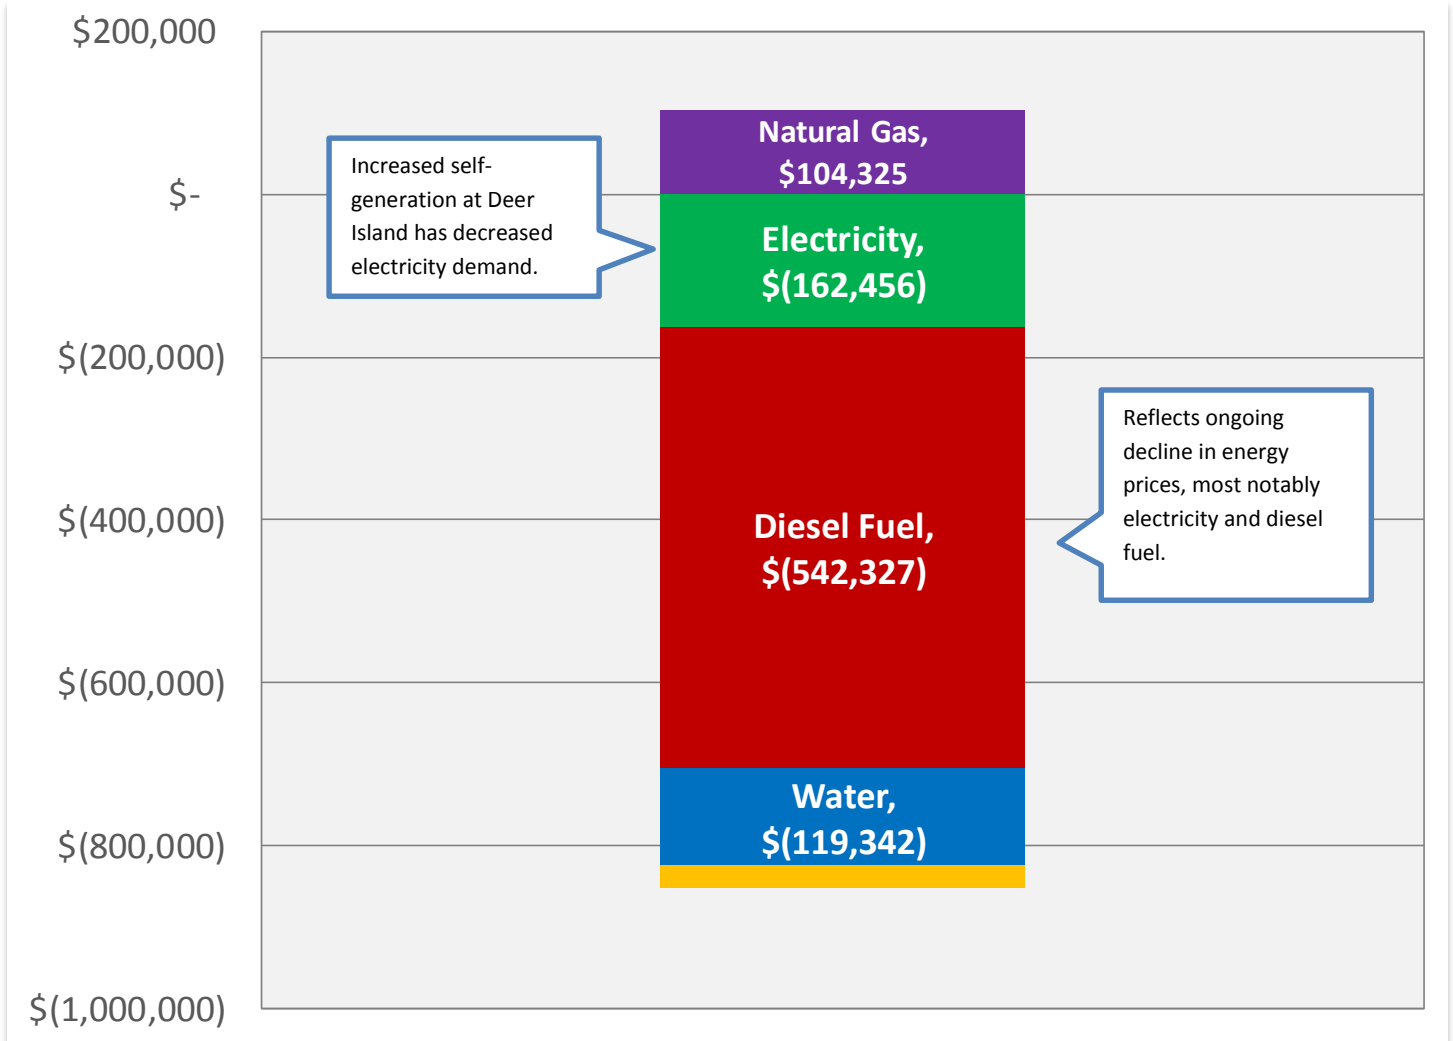 $200,000
$-
$(200,000)
$(400,000)
$(600,000)
$(800,000)
$(1,000,000)
Natural Gas,
$104,325
Electricity,
$(162,456)
Diesel Fuel,
$(542,327)
Water,
$(119,342)
Increased self-
generation at Deer
Island has decreased
electricity demand.
Reflects ongoing
decline in energy
prices, most notably
electricity and diesel
fuel.